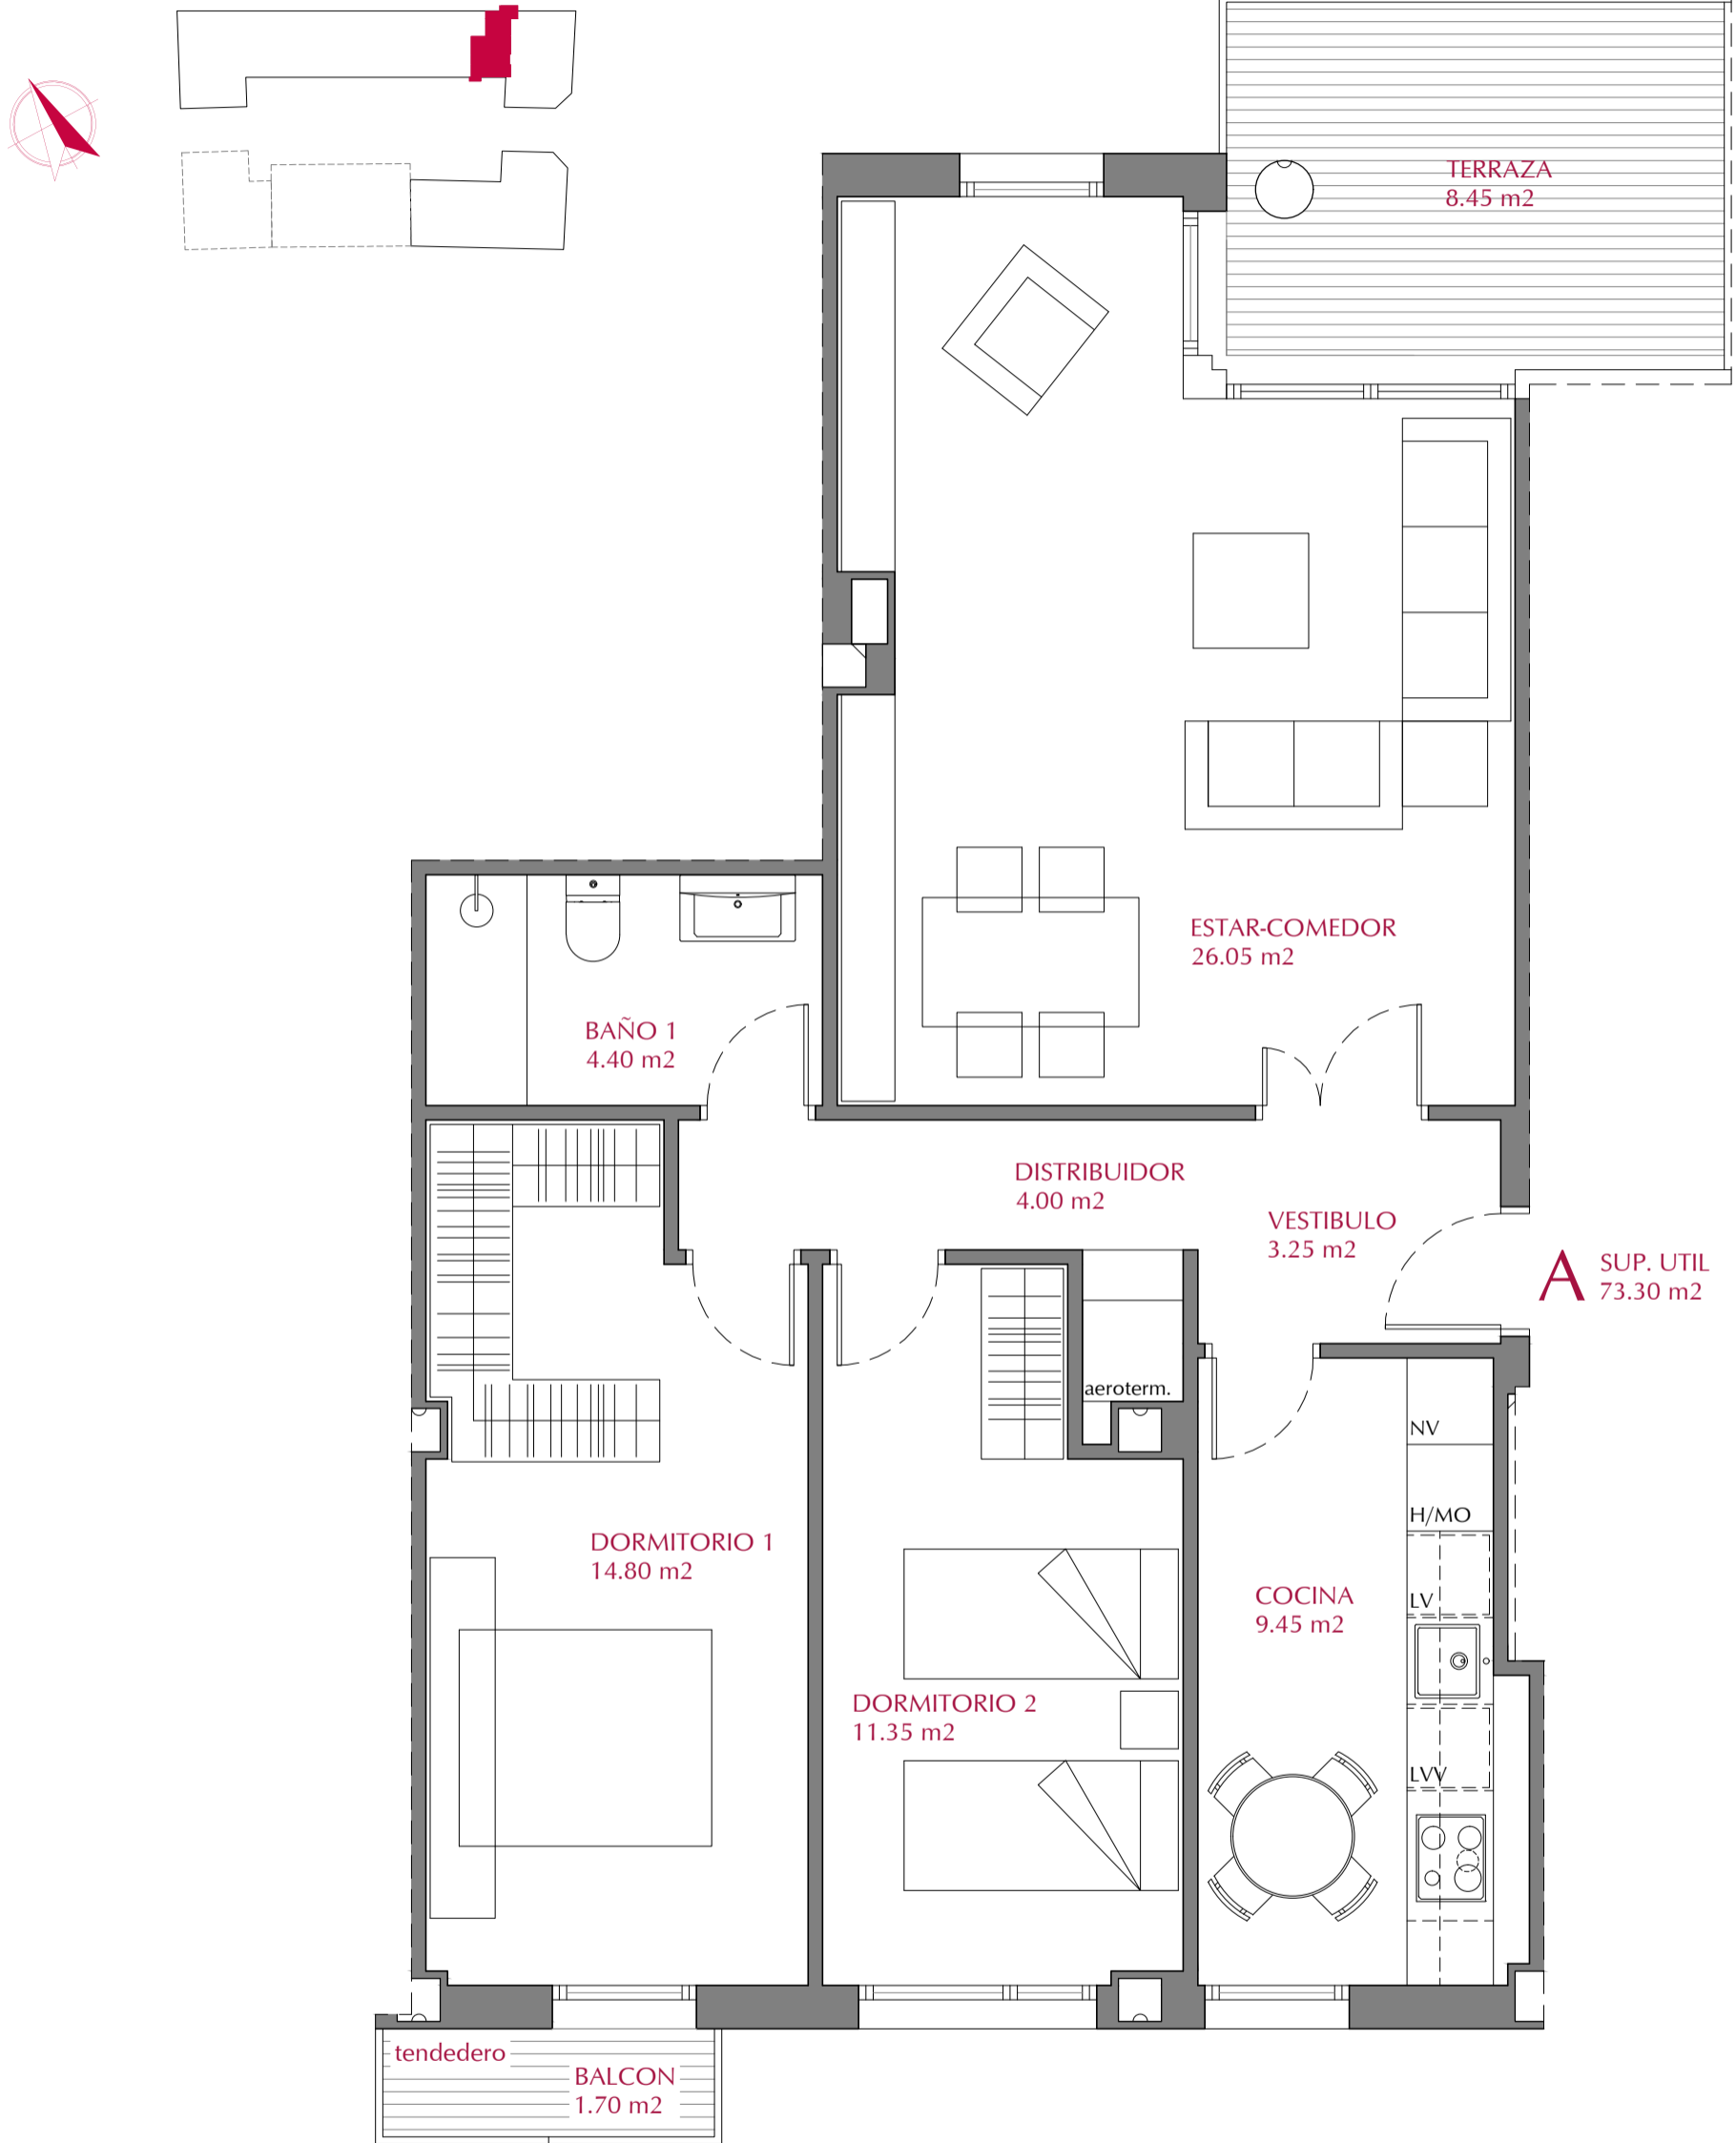 TERRAZA
8.45 m2
ESTAR-COMEDOR
26.05 m2
BAÑO 1
4.40 m2
DISTRIBUIDOR
4.00 m2
VESTIBULO
3.25 m2
A
SUP. UTIL
73.30 m2
aeroterm.
NV
H/MO
LV
LVV
DORMITORIO 1
14.80 m2
COCINA
9.45 m2
DORMITORIO 2
11.35 m2
tendedero
BALCON
1.70 m2